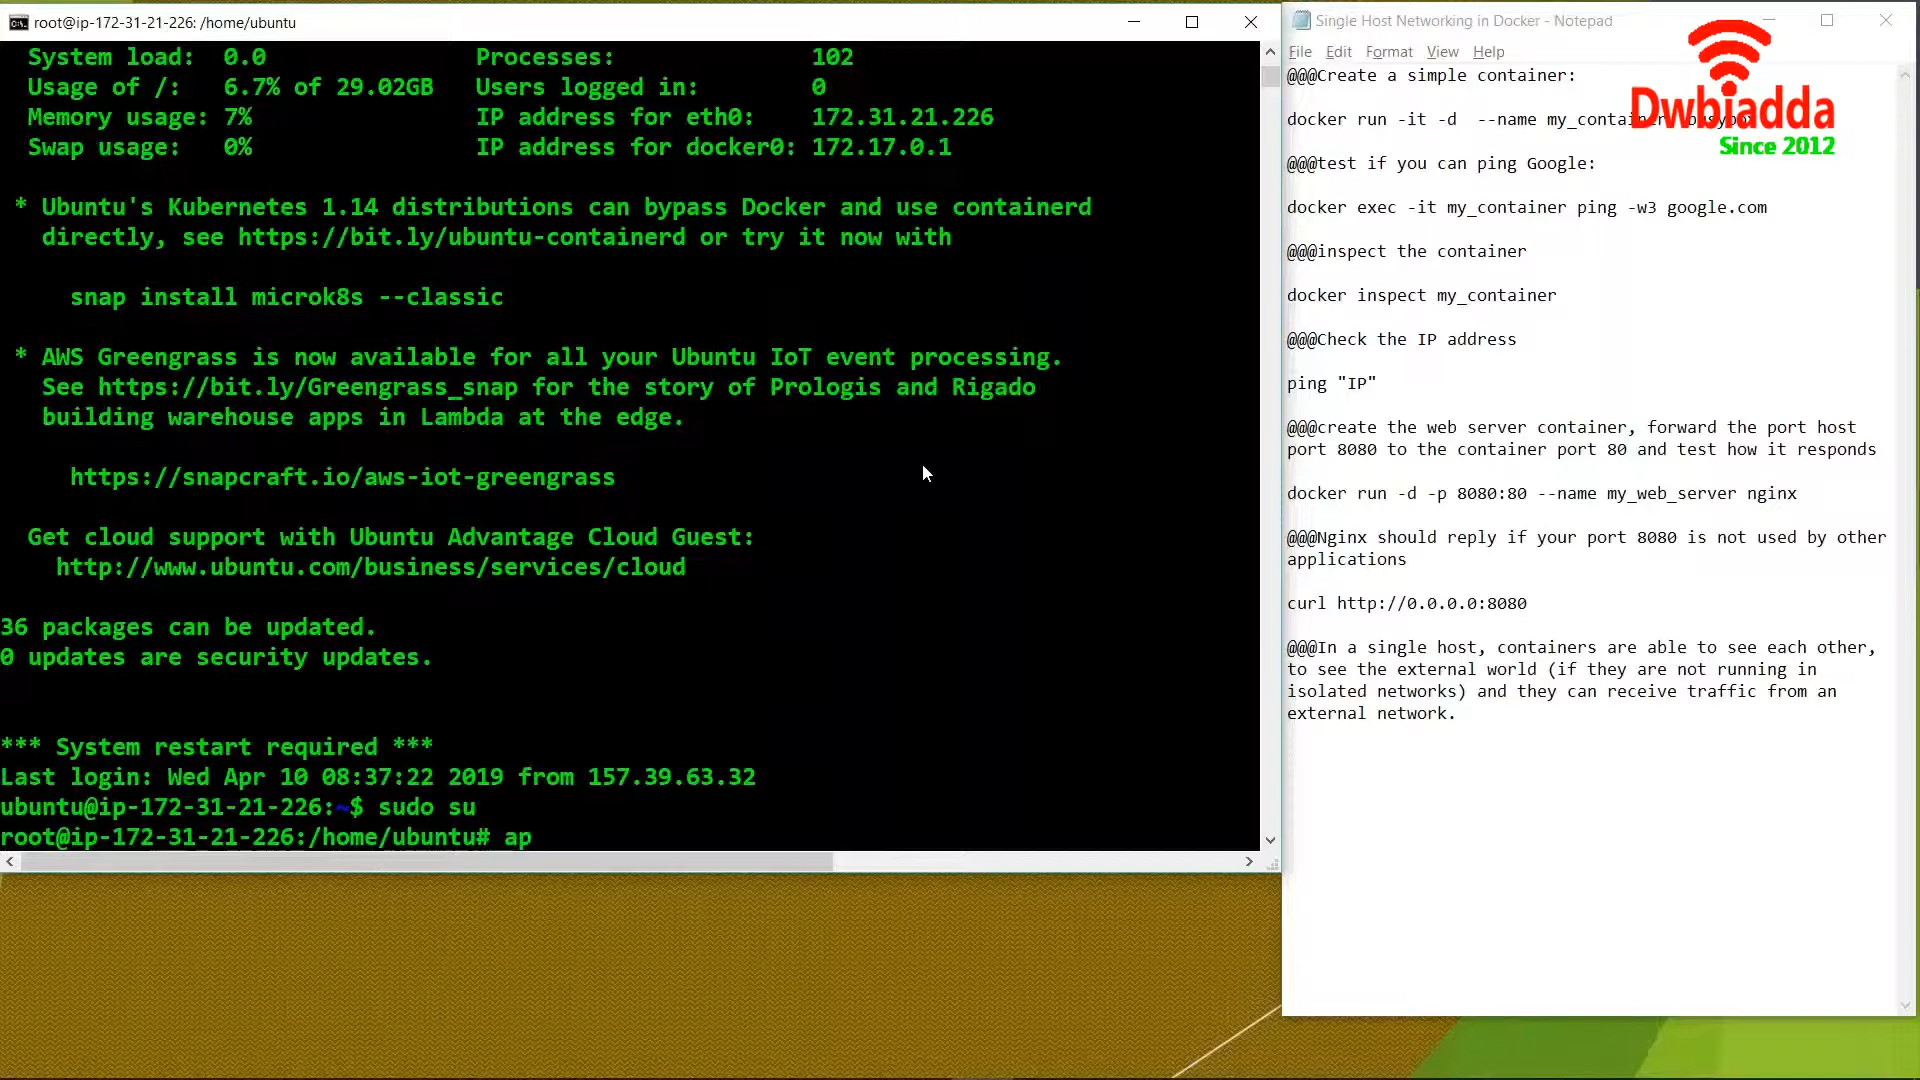 root@ip-172-31-21-226: /home/ubuntu
System load: 0.0 Processes: 102
Usage of /: 6.7% of 29.02GB Users logged in: 0
Memory usage: 7% IP address for eth0: 172.31.21.226
Swap usage: 0% IP address for docker0: 172.17.0.1
* Ubuntu's Kubernetes 1.14 distributions can bypass Docker and use containerd
directly, see https://bit.ly/ubuntu-containerd or try it now with
snap install microk8s --classic
* AWS Greengrass is now available for all your Ubuntu IoT event processing.
See https://bit.ly/Greengrass_snap for the story of Prologis and Rigado
building warehouse apps in Lambda at the edge.
https://snapcraft.io/aws-iot-greengrass
Get cloud support with Ubuntu Advantage Cloud Guest:
http://www.ubuntu.com/business/services/cloud
36 packages can be updated.
0 updates are security updates.
*** System restart required ***
Last login: Wed Apr 10 08:37:22 2019 from 157.39.63.32
ubuntu@ip-172-31-21-226:~$ sudo su
root@ip-172-31-21-226:/home/ubuntu# ap
Single Host Networking in Docker - Notepad
File Edit Format View Help
@@@Create a simple container:
docker run -it -d --name my_container
@@@test if you can ping Google:
docker exec -it my_container ping -w3 google.com
@@@inspect the container
docker inspect my_container
@@@Check the IP address
ping "IP"
@@@create the web server container, forward the port host
port 8080 to the container port 80 and test how it responds
docker run -d -p 8080:80 --name my_web_server nginx
@@@Nginx should reply if your port 8080 is not used by other
applications
curl http://0.0.0.0:8080
@@@In a single host, containers are able to see each other,
to see the external world (if they are not running in
isolated networks) and they can receive traffic from an
external network.
Dwbiadda
Since 2012